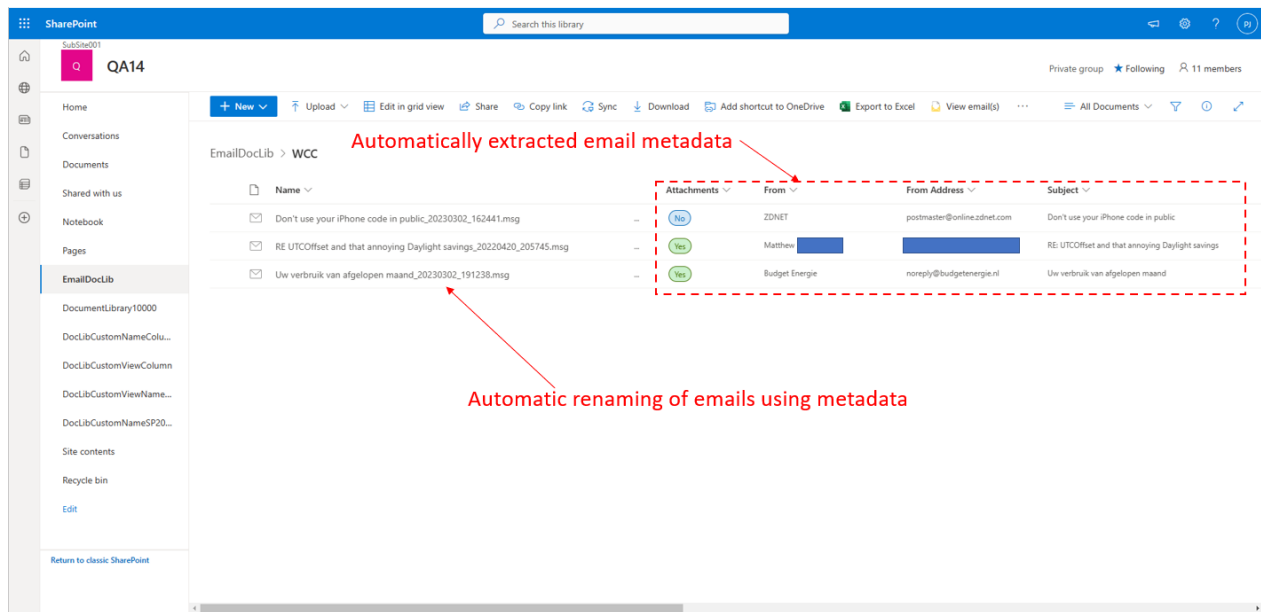 SharePoint
Search this library
PJ
SubSite001
Q
QA14
Private group
Following
11 members
Home
Conversations
Documents
Shared with us
Notebook
Pages
EmailDocLib
DocumentLibrary10000
DocLibCustomNameColu...
DocLibCustomViewColumn
DocLibCustomViewName...
DocLibCustomNameSP20...
Site contents
Recycle bin
Edit
Return to classic SharePoint
+ New
Upload
Edit in grid view
Share
Copy link
Sync
Download
Add shortcut to OneDrive
Export to Excel
View email(s)
...
All Documents
Automatically extracted email metadata
EmailDocLib > WCC
Name Attachments From From Address Subject
Don't use your iPhone code in public_20230302_162441.msg No ZDNET postmaster@online.zdnet.com Don't use your iPhone code in public
RE UTCOffset and that annoying Daylight savings_20220420_205745.msg Yes Matthew RE: UTCOffset and that annoying Daylight savings
Uw verbruik van afgelopen maand_20230302_191238.msg Yes Budget Energie noreply@budgetenergie.nl Uw verbruik van afgelopen maand
Automatic renaming of emails using metadata